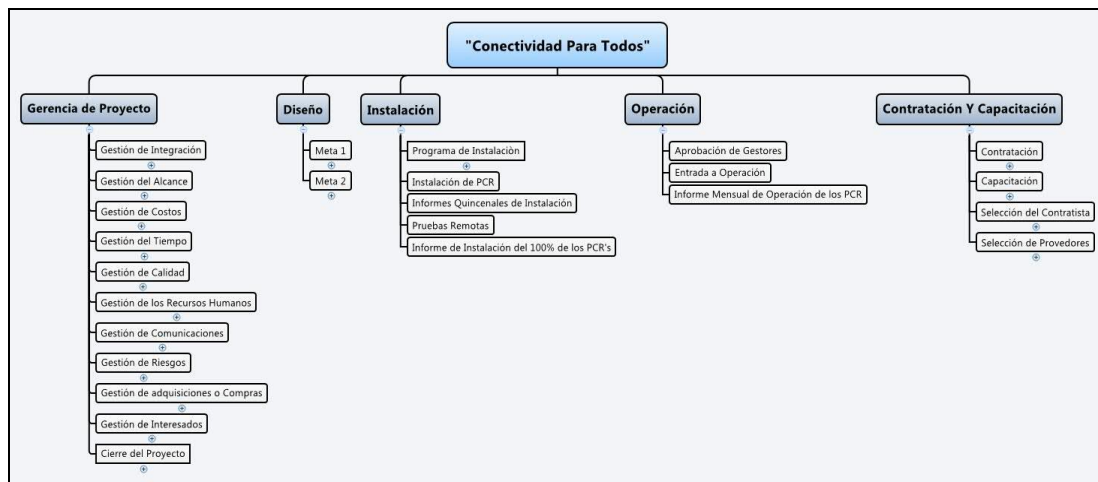 "Conectividad Para Todos"
Gerencia de Proyecto
Gestión de Integración
Gestión del Alcance
Gestión de Costos
Gestión del Tiempo
Gestión de Calidad
Gestión de los Recursos Humanos
Gestión de Comunicaciones
Gestión de Riesgos
Gestión de adquisiciones o Compras
Gestión de Interesados
Cierre del Proyecto
Diseño
Meta 1
Meta 2
Instalación
Programa de Instalaciòn
Instalación de PCR
Informes Quincenales de Instalación
Pruebas Remotas
Informe de Instalación del 100% de los PCR's
Operación
Aprobación de Gestores
Entrada a Operación
Informe Mensual de Operación de los PCR
Contratación Y Capacitación
Contratación
Capacitación
Selección del Contratista
Selección de Provedores